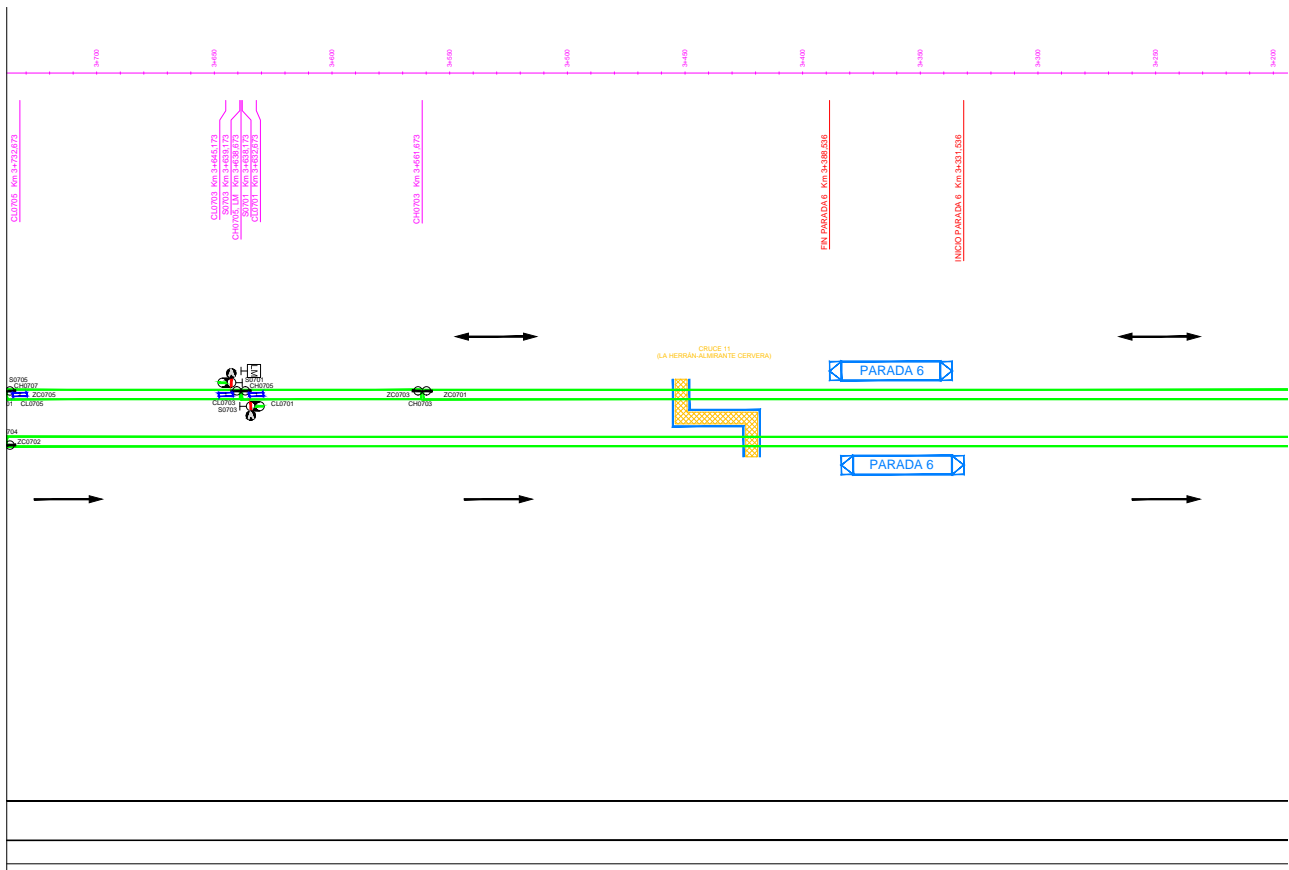 3+700
3+650
3+600
3+550
3+500
3+450
3+400
3+350
3+300
3+250
3+200
CL0705 Km 3+732,673
CL0703 Km 3+645,173
S0703 Km 3+639,173
CH0705, LM Km 3+638,673
S0701 Km 3+638,173
CL0701 Km 3+632,673
CH0703 Km 3+561,673
FIN PARADA 6 Km 3+388,536
INICIO PARADA 6 Km 3+331,536
CRUCE 11
(LA HERRÁN-ALMIRANTE CERVERA)
PARADA 6
LM
S0705
CH0707
ZC0705
01
CL0705
S0701
CH0705
CL0703
S0703
CL0701
ZC0703
ZC0701
CH0703
704
ZC0702
PARADA 6